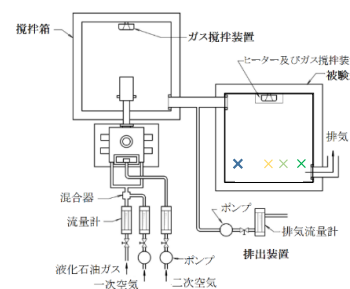 攪拌箱
ガス攪拌装置
ヒーター及びガス攪拌装
被験
排気
混合器
流量計
ポンプ
排気流量計
排出装置
液化石油ガス
ポンプ
一次空気
二次空気